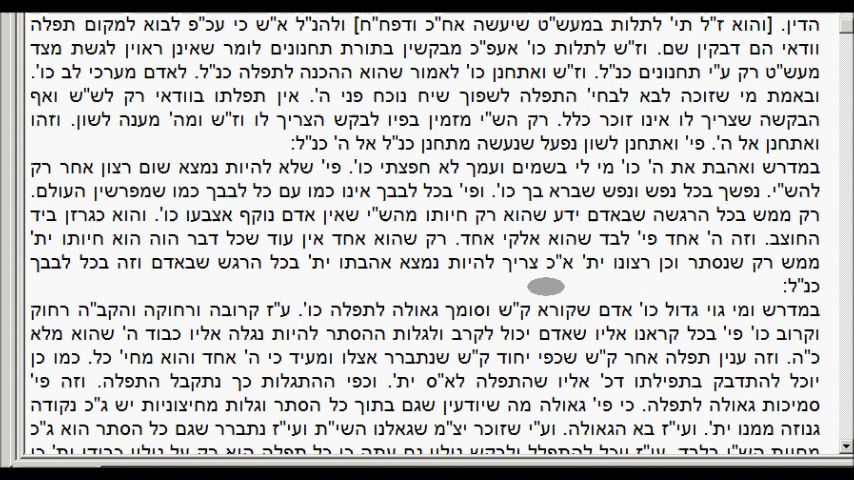 הדין. [והוא ז"ל תי' לתלות במעש"ט שיעשה אח"כ ודפח"ח] ולהנ"ל א"ש כי עכ"פ לבוא למקום תפלה
וודאי הם דבקין שם. וז"ש לתלות כו' אעפ"כ מבקשין בתורת תחנונים לומר שאינן ראוין לגשת מצד
מעש"ט רק ע"י תחנונים כנ"ל. וז"ש ואתחנן כו' לאמור שהוא ההכנה לתפלה כנ"ל. לאדם מערכי לב כו'.
ובאמת מי שזוכה לבא לבחי' התפלה לשפוך שיח נוכח פני ה'. אין תפלתו בוודאי רק לש"ש ואף
הבקשה שצריך לו אינו זוכר כלל. רק הש"י מזמין בפיו לבקש הצריך לו וז"ש ומה' מענה לשון. וזהו
ואתחנן אל ה'. פי' ואתחנן לשון נפעל שנעשה מתחנן כנ"ל אל ה' כנ"ל:
במדרש ואהבת את ה' כו' מי לי בשמים ועמך לא חפצתי כו'. פי' שלא להיות נמצא שום רצון אחר רק
להש"י. נפשך בכל נפש ונפש שברא בך כו'. ופי' בכל לבבך אינו כמו עם כל לבבך כמו שמפרשין העולם.
רק ממש בכל הרגשה שבאדם ידע שהוא רק חיותו מהש"י שאין אדם נוקף אצבעו כו'. והוא כגרזן ביד
החוצב. וזה ה' אחד פי' לבד שהוא אלקי אחד. רק שהוא אחד אין עוד שכל דבר הוה הוא חיותו ית'
ממש רק שנסתר וכן רצונו ית' א"כ צריך להיות נמצא אהבתו ית' בכל הרגש שבאדם וזה בכל לבבך
כנ"ל:
במדרש ומי גוי גדול כו' אדם שקורא ק"ש וסומך גאולה לתפלה כו'. ע"ז קרובה ורחוקה והקב"ה רחוק
וקרוב כו' פי' בכל קראנו אליו שאדם יכול לקרב ולגלות ההסתר להיות נגלה אליו כבוד ה' שהוא מלא
כ"ה. וזה ענין תפלה אחר ק"ש שכפי יחוד ק"ש שנתברר אצלו ומעיד כי ה' אחד והוא מחי' כל. כמו כן
יוכל להתדבק בתפילתו דכ' אליו שהתפלה לא"ס ית'. וכפי ההתגלות כך נתקבל התפלה. וזה פי'
סמיכות גאולה לתפלה. כי פי' גאולה מה שיודעין שגם בתוך כל הסתר וגלות מחיצוניות יש ג"כ נקודה
גנוזה ממנו ית'. ועי"ז בא הגאולה. וע"י שזוכר יצ"מ שגאלנו השי"ת ועי"ז נתברר שגם כל הסתר הוא ג"כ